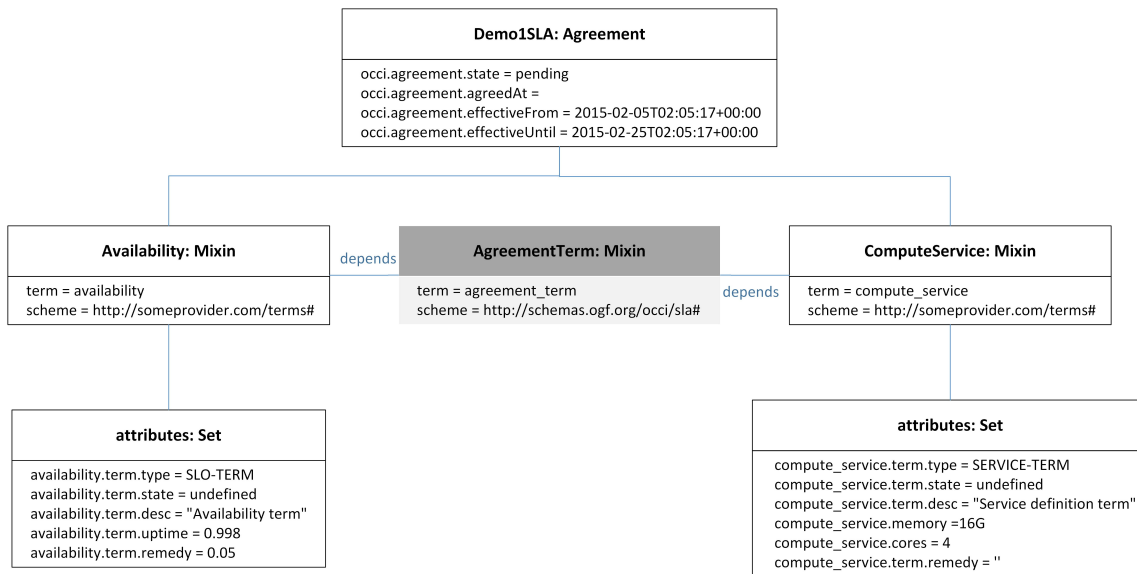 Demo1SLA: Agreement
occi.agreement.state = pending
occi.agreement.agreedAt =
occi.agreement.effectiveFrom = 2015-02-05T02:05:17+00:00
occi.agreement.effectiveUntil = 2015-02-25T02:05:17+00:00
Availability: Mixin
term = availability
scheme = http://someprovider.com/terms#
depends
AgreementTerm: Mixin
term = agreement_term
scheme = http://schemas.ogf.org/occi/sla#
depends
ComputeService: Mixin
term = compute_service
scheme = http://someprovider.com/terms#
attributes: Set
availability.term.type = SLO-TERM
availability.term.state = undefined
availability.term.desc = "Availability term"
availability.term.uptime = 0.998
availability.term.remedy = 0.05
attributes: Set
compute_service.term.type = SERVICE-TERM
compute_service.term.state = undefined
compute_service.term.desc = "Service definition term"
compute_service.memory =16G
compute_service.cores = 4
compute_service.term.remedy = ''